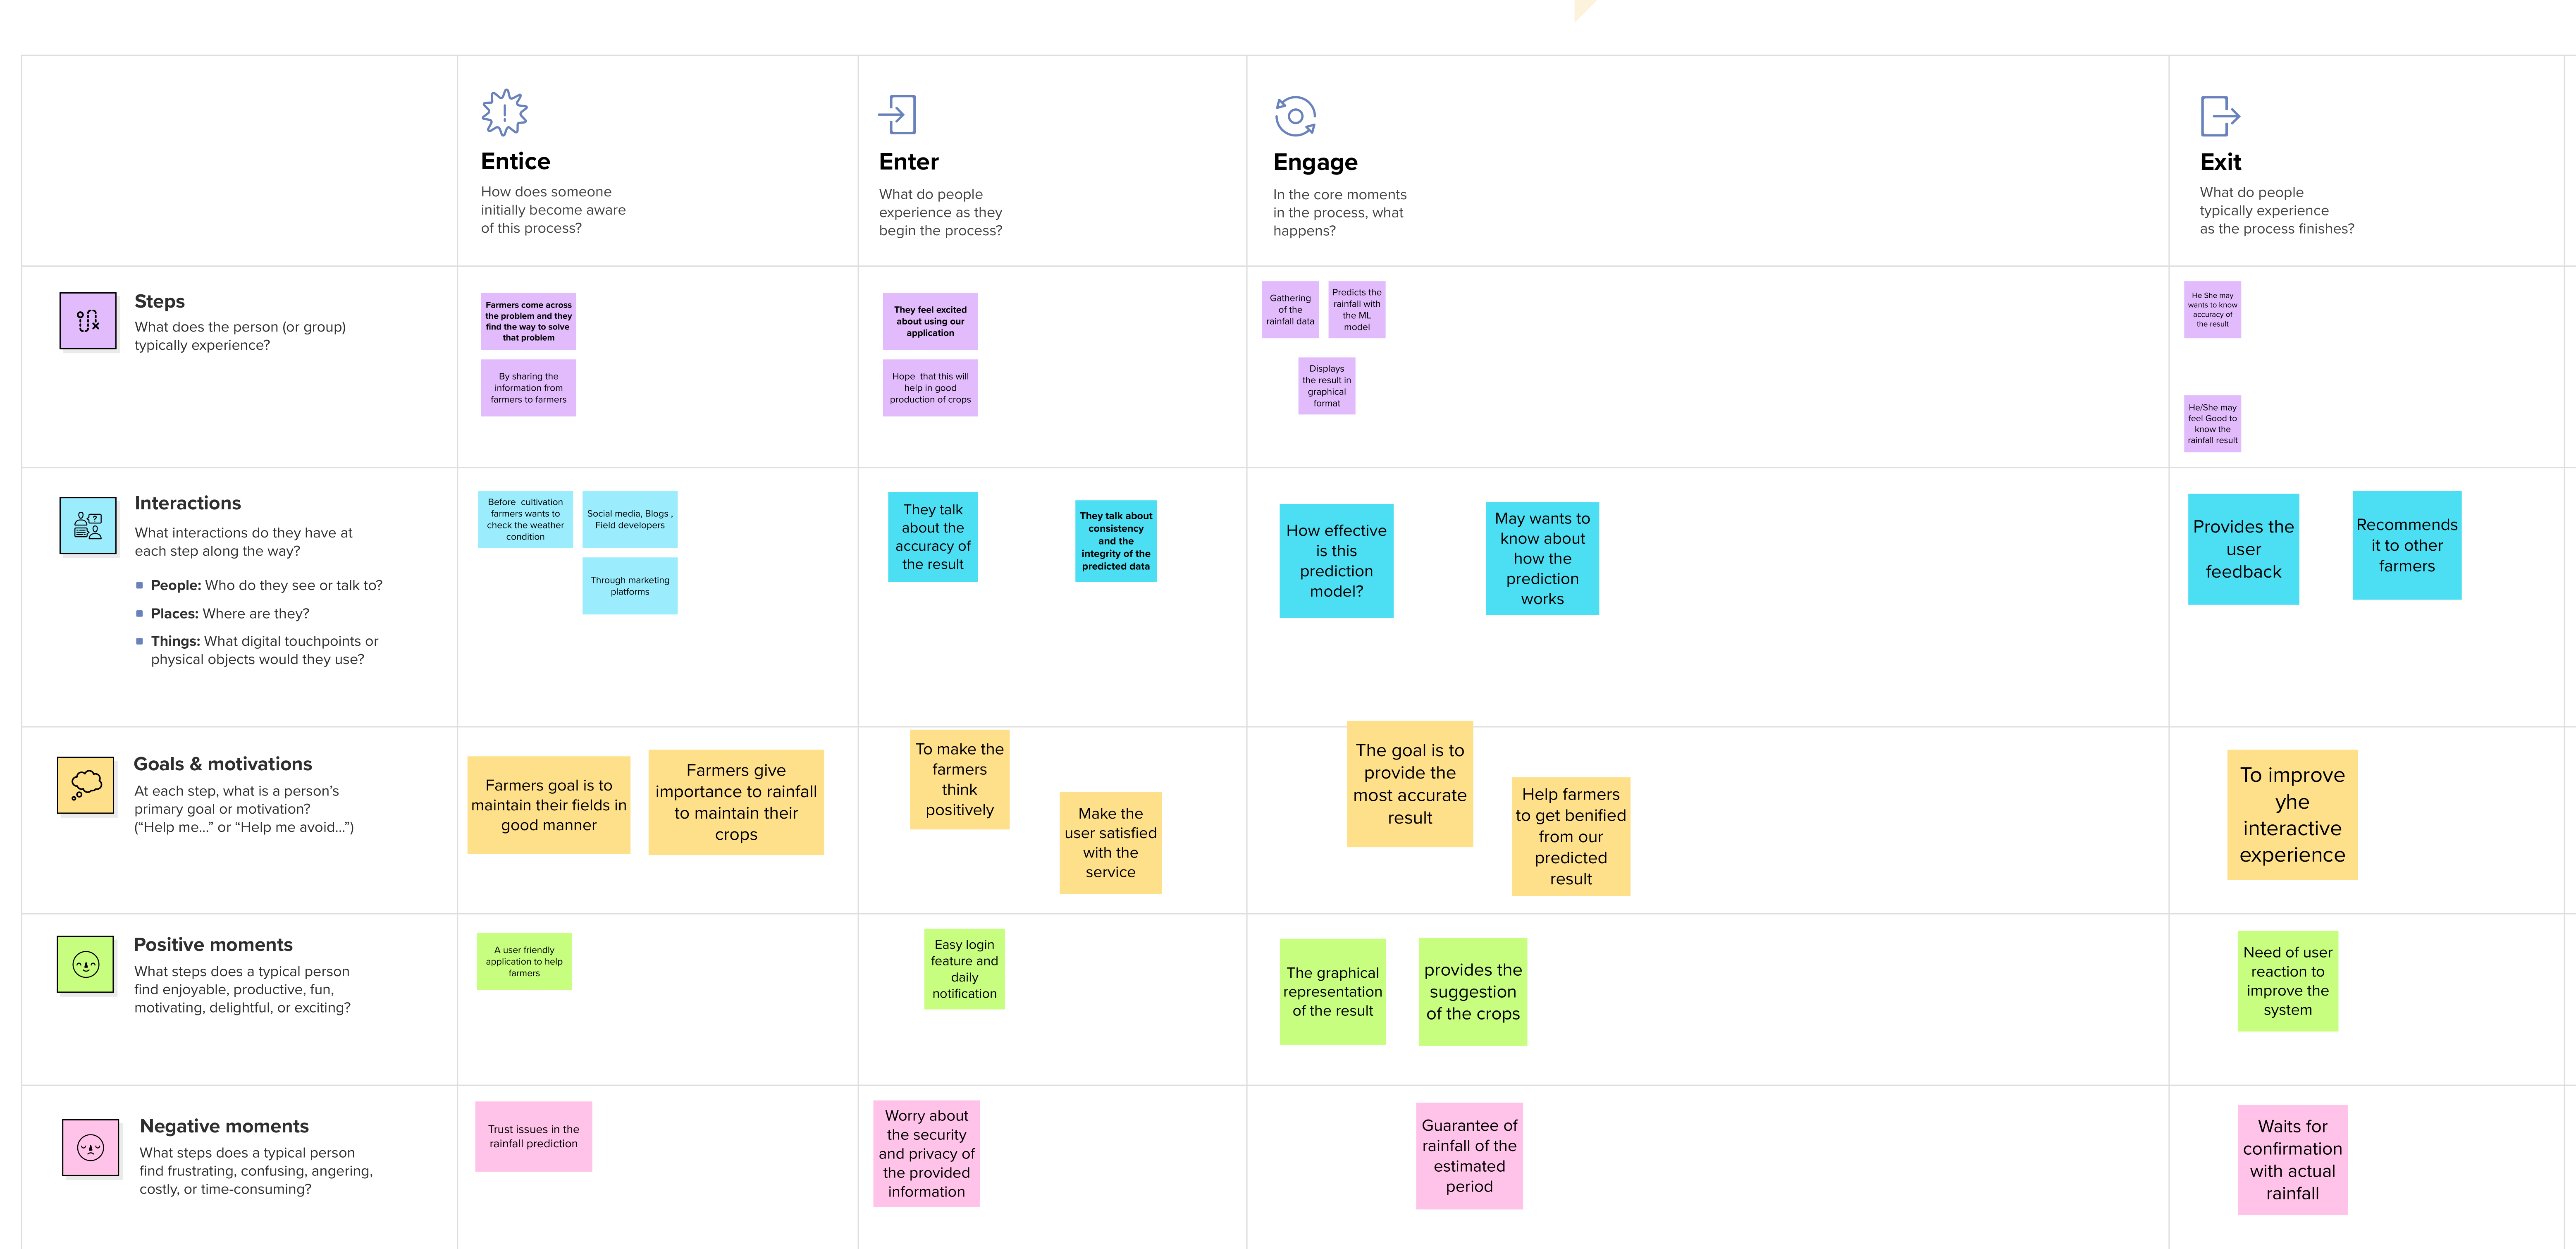 Entice
How does someone
initially become aware
of this process?
Enter
What do people
experience as they
begin the process?
Engage
In the core moments
in the process, what
happens?
Exit
What do people
typically experience
as the process finishes?
Steps
What does the person (or group)
typically experience?
Farmers come across
the problem and they
find the way to solve
that problem
By sharing the
information from
farmers to farmers
They feel excited
about using our
application
Hope that this will
help in good
production of crops
Gathering
of the
rainfall data
Predicts the
rainfall with
the ML
model
Displays
the result in
graphical
format
He She may
wants to know
accuracy of
the result
He/She may
feel Good to
know the
rainfall result
Interactions
What interactions do they have at
each step along the way?
People: Who do they see or talk to?
Places: Where are they?
Things: What digital touchpoints or
physical objects would they use?
Before cultivation
farmers wants to
check the weather
condition
Social media, Blogs ,
Field developers
Through marketing
platforms
They talk
about the
accuracy of
the result
They talk about
consistency
and the
integrity of the
predicted data
How effective
is this
prediction
model?
May wants to
know about
how the
prediction
works
Provides the
user
feedback
Recommends
it to other
farmers
Goals & motivations
At each step, what is a person’s
primary goal or motivation?
(“Help me...” or “Help me avoid...”)
Farmers goal is to
maintain their fields in
good manner
Farmers give
importance to rainfall
to maintain their
crops
To make the
farmers
think
positively
Make the
user satisfied
with the
service
The goal is to
provide the
most accurate
result
Help farmers
to get benified
from our
predicted
result
To improve
yhe
interactive
experience
Positive moments
What steps does a typical person
find enjoyable, productive, fun,
motivating, delightful, or exciting?
A user friendly
application to help
farmers
Easy login
feature and
daily
notification
The graphical
representation
of the result
provides the
suggestion
of the crops
Need of user
reaction to
improve the
system
Negative moments
What steps does a typical person
find frustrating, confusing, angering,
costly, or time-consuming?
Trust issues in the
rainfall prediction
Worry about
the security
and privacy of
the provided
information
Guarantee of
rainfall of the
estimated
period
Waits for
confirmation
with actual
rainfall